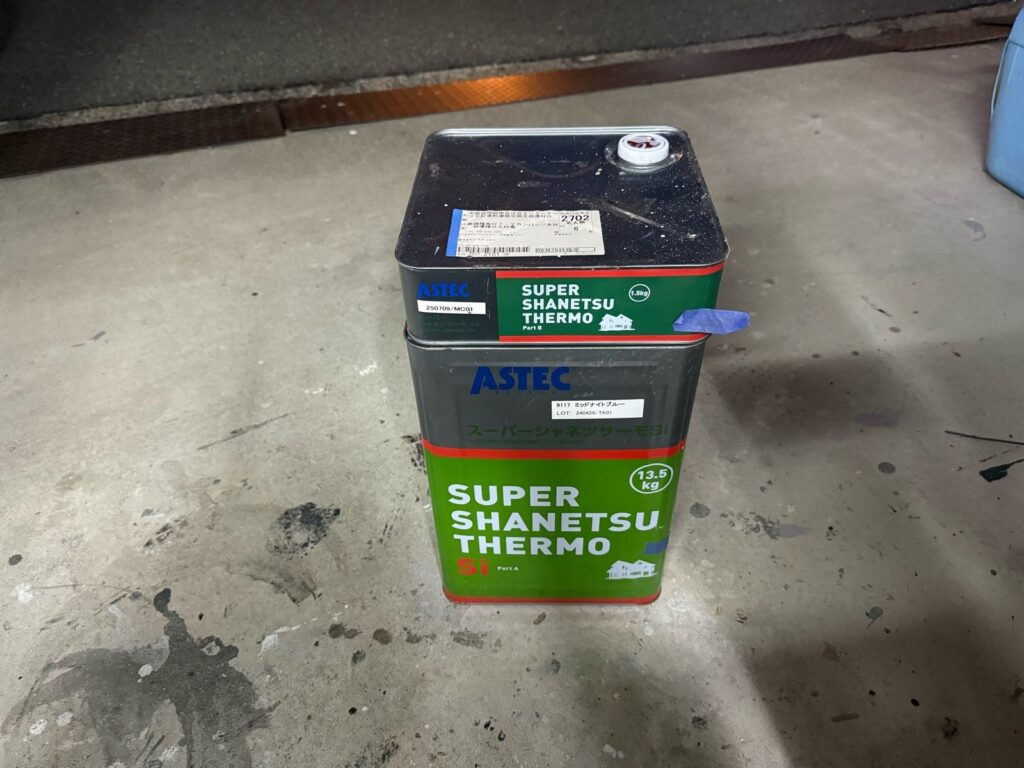 2702
6
ASTEC
250709/MC01
SUPER
SHANETSU
THERMO
Part B
1.5kg
ASTEC
9117 ミッドナイトブルー
LOT. 240426/TK01
スーパーシャネツサーモSi
13.5
kg
SUPER
SHANETSU
THERMO
Si Part A